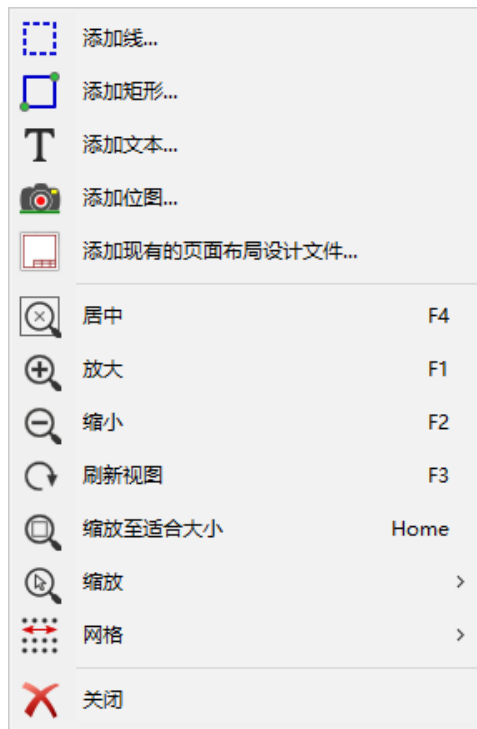 添加线...
添加矩形...
添加文本...
添加位图...
添加现有的页面布局设计文件...
居中 F4
放大 F1
缩小 F2
刷新视图 F3
缩放至适合大小 Home
缩放
网格
关闭